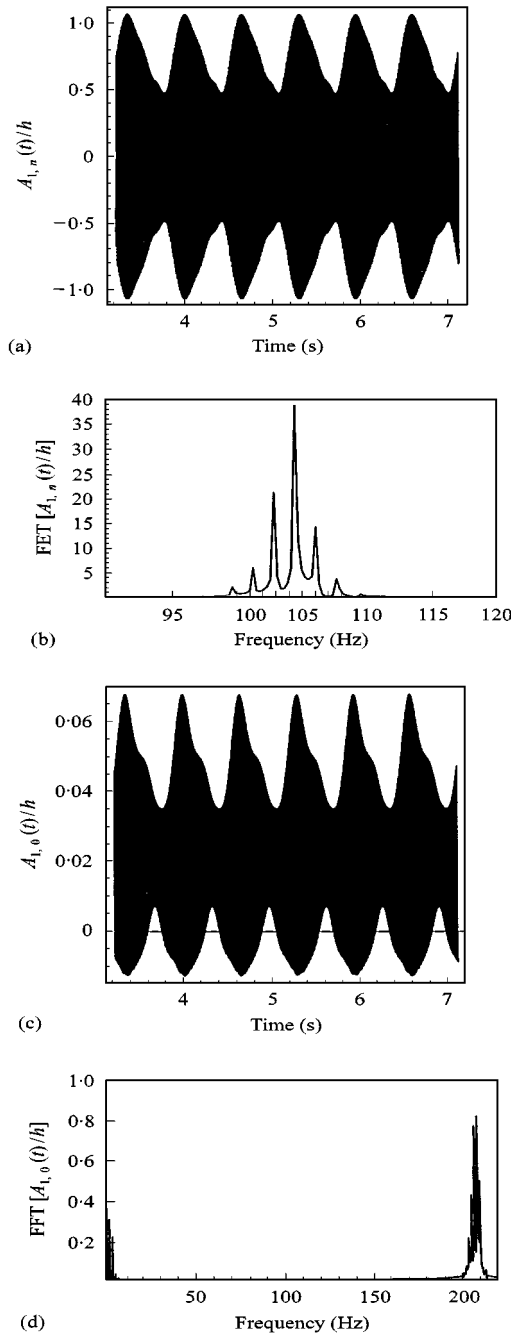 1·0
0·5
0
−0·5
−1·0
A1,n(t)/h
4 5 6 7
Time (s)
(a)
40
35
30
25
20
15
10
5
FET [A1,n(t)/h]
95 100 105 110 115 120
Frequency (Hz)
(b)
0·06
0·04
0·02
0
A1,0(t)/h
4 5 6 7
Time (s)
(c)
1·0
0·8
0·6
0·4
0·2
FFT [A1,0(t)/h]
50 100 150 200
Frequency (Hz)
(d)